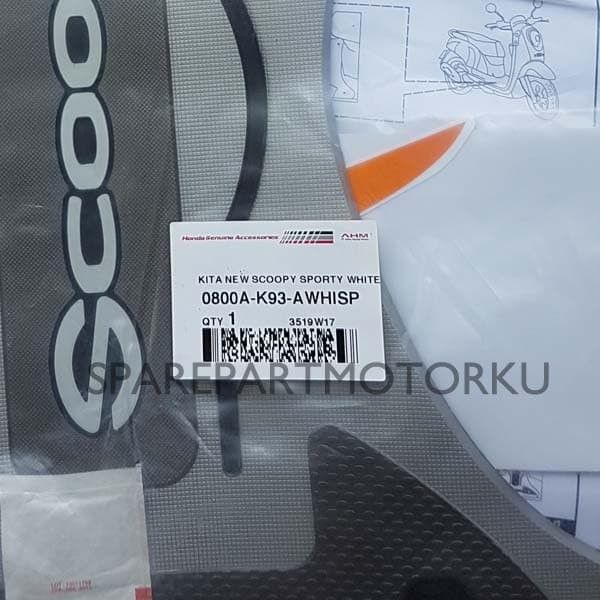 SCOO
Honda Genuine Accessories
AHM
KITA NEW SCOOPY SPORTY WHITE
0800A-K93-AWHISP
QTY 1 3519W17
SPAREPARTMOTORKU